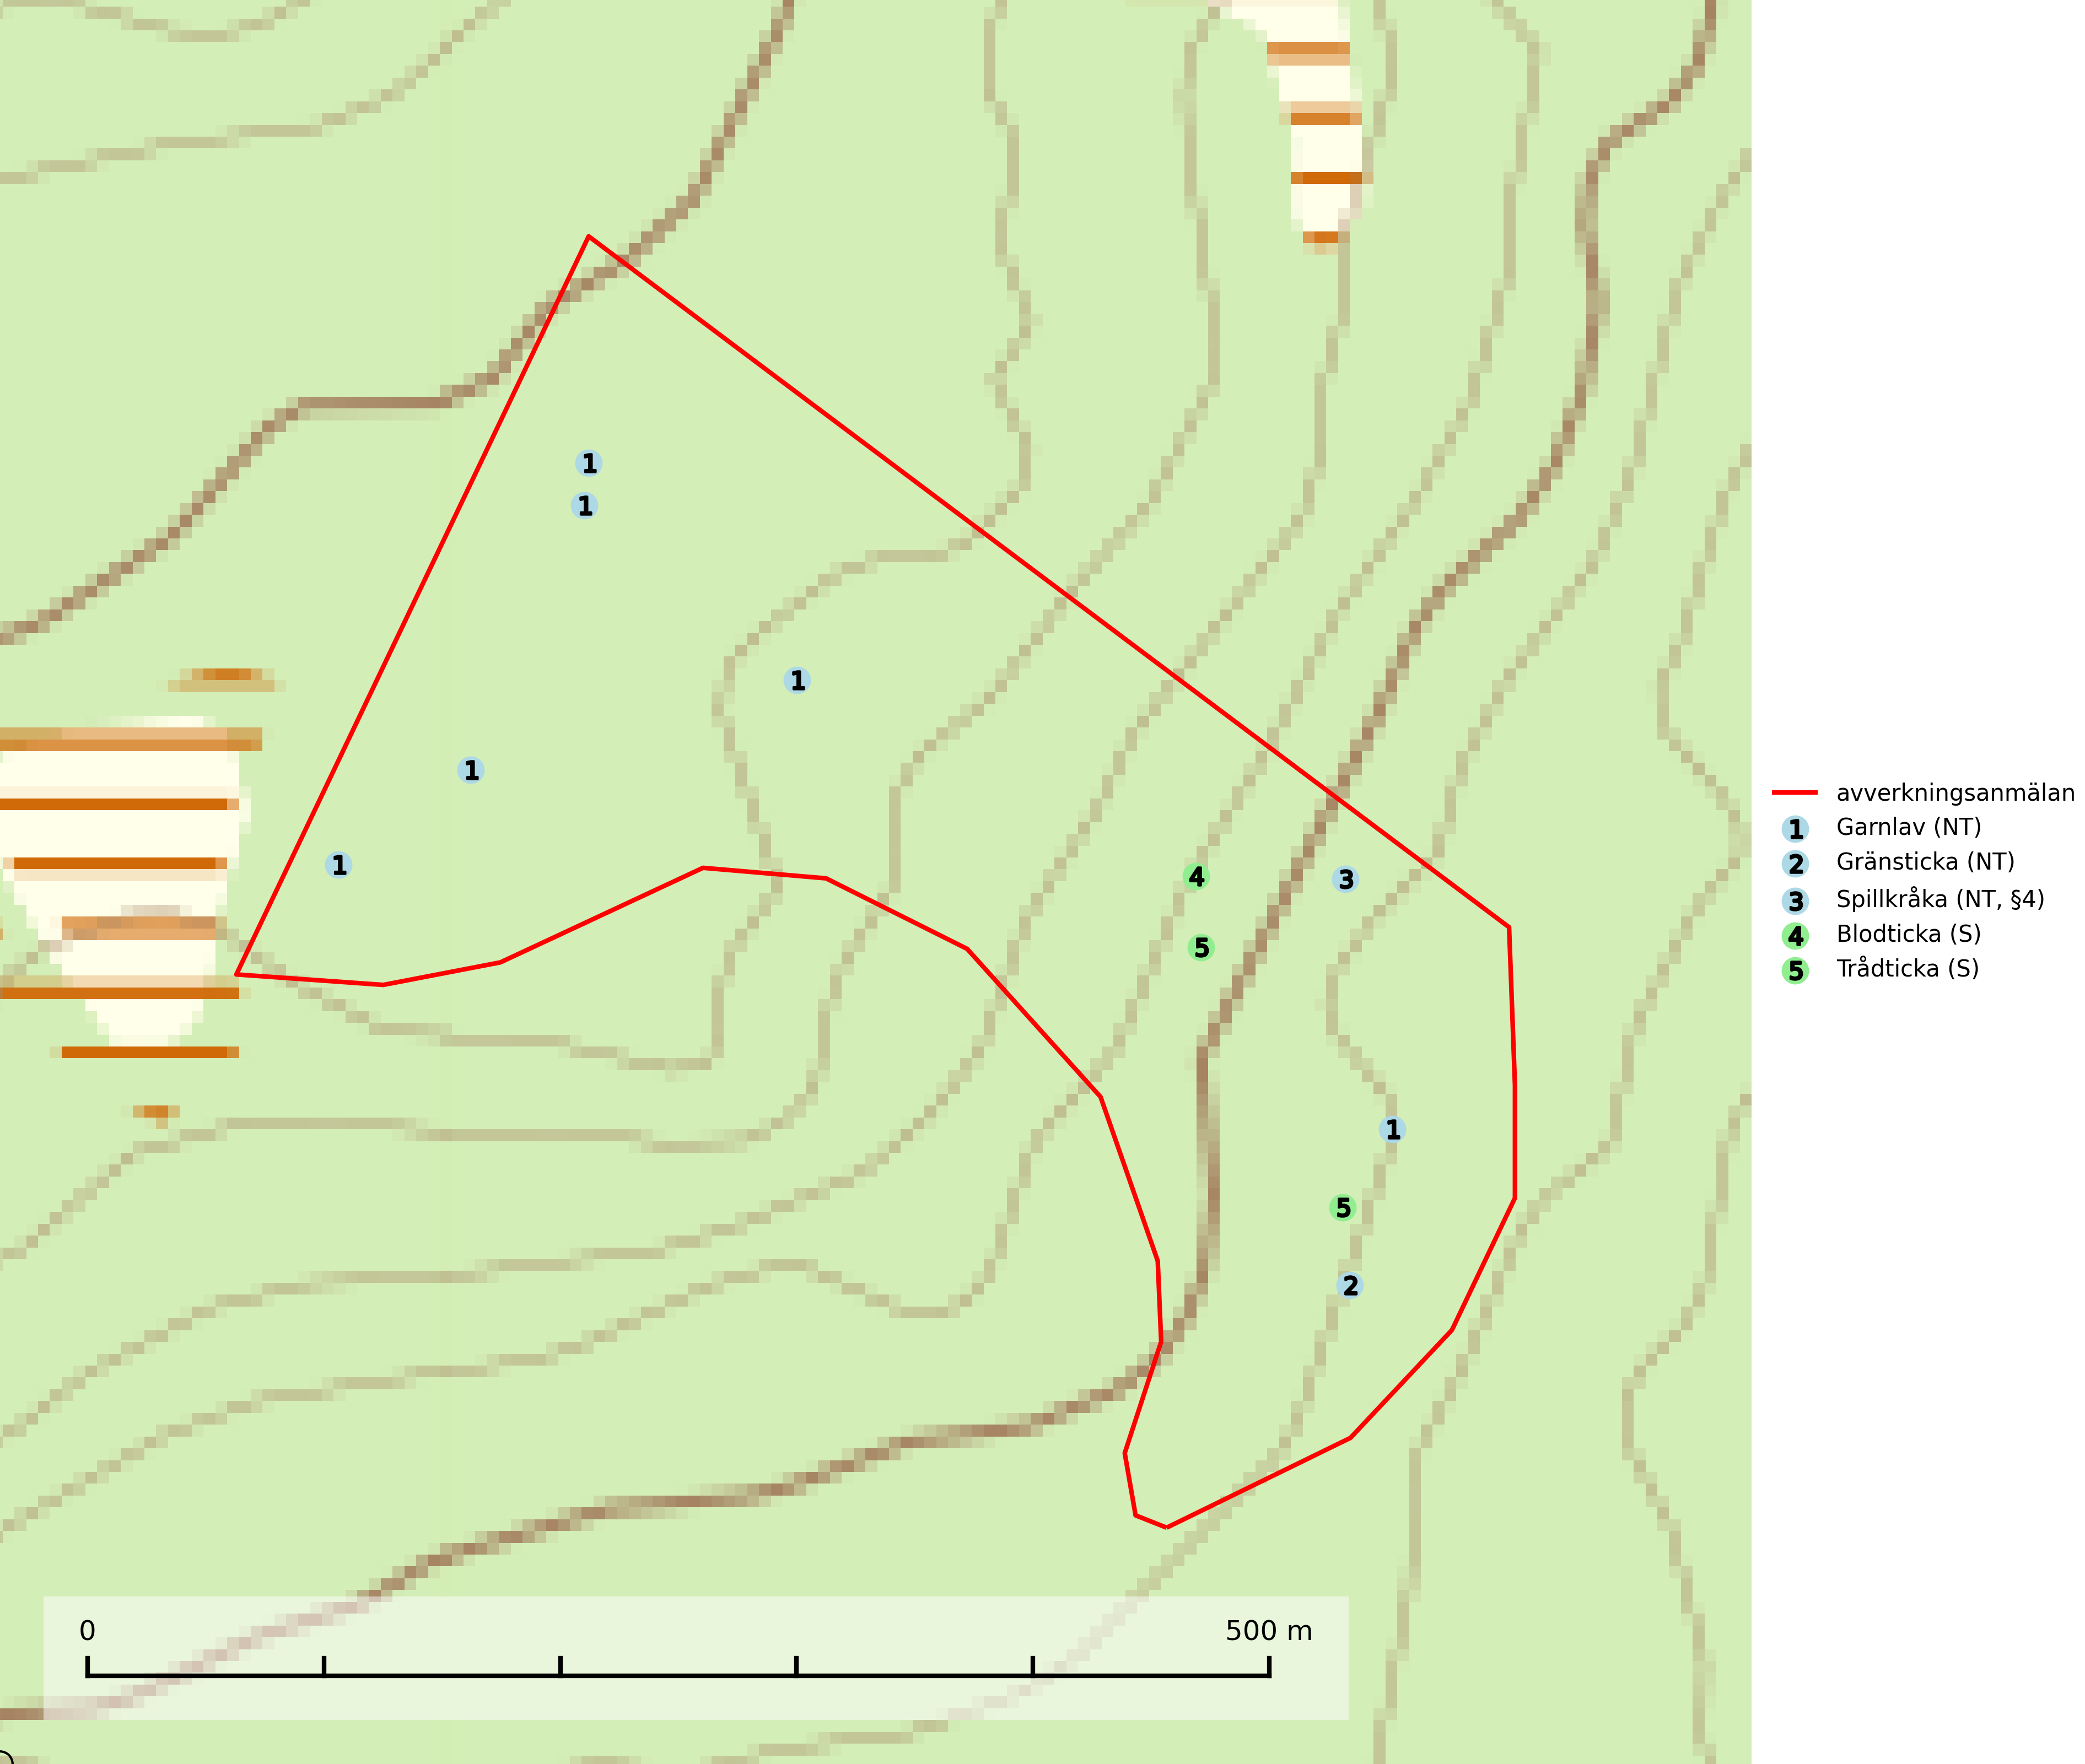 1
1
1
1
1
4
3
5
1
5
2
0 500 m
avverkningsanmälan
1 Garnlav (NT)
2 Gränsticka (NT)
3 Spillkråka (NT, §4)
4 Blodticka (S)
5 Trådticka (S)